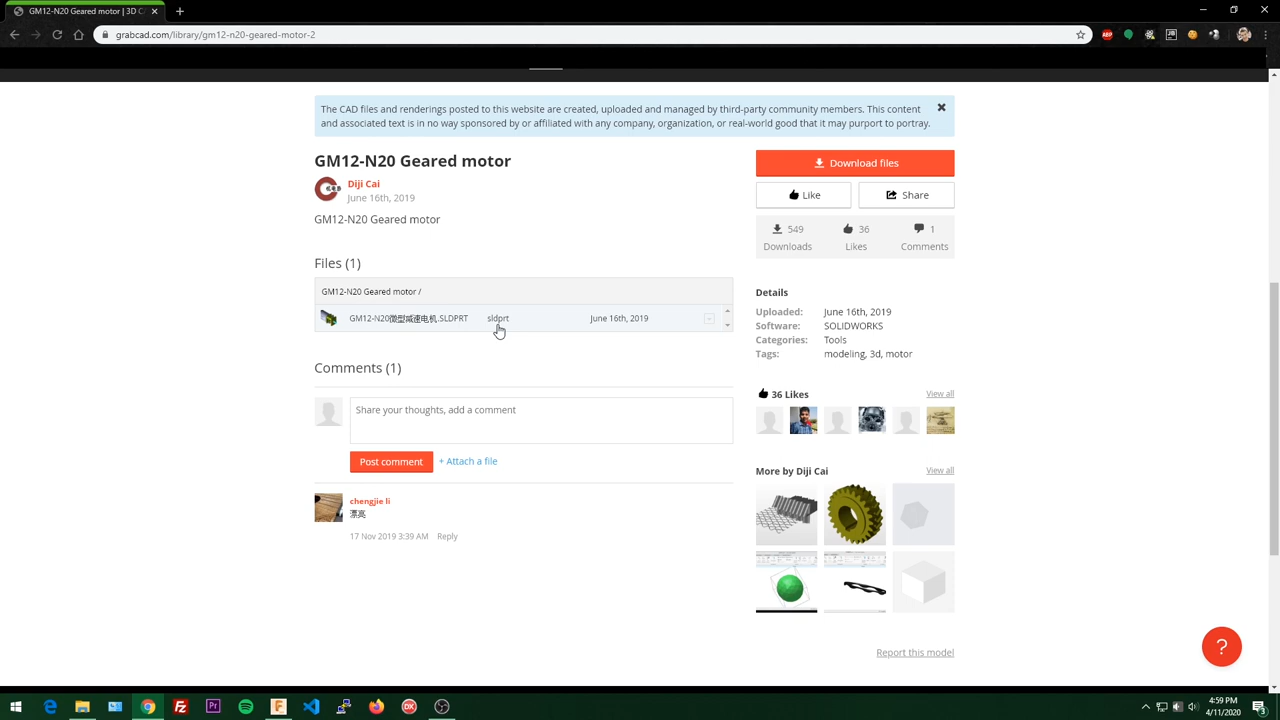 GM12-N20 Geared motor | 3D C
grabcad.com/library/gm12-n20-geared-motor-2
ABP
The CAD files and renderings posted to this website are created, uploaded and managed by third-party community members. This content
and associated text is in no way sponsored by or affiliated with any company, organization, or real-world good that it may purport to portray.
GM12-N20 Geared motor
Diji Cai
June 16th, 2019
GM12-N20 Geared motor
Files (1)
GM12-N20 Geared motor /
GM12-N20微型减速电机.SLDPRT sldprt June 16th, 2019
Comments (1)
Share your thoughts, add a comment
Post comment + Attach a file
chengjie li
漂亮
17 Nov 2019 3:39 AM Reply
Download files
Like Share
549 36 1
Downloads Likes Comments
Details
Uploaded: June 16th, 2019
Software: SOLIDWORKS
Categories: Tools
Tags: modeling, 3d, motor
36 Likes View all
More by Diji Cai View all
Report this model
?
4:59 PM
4/11/2020
3